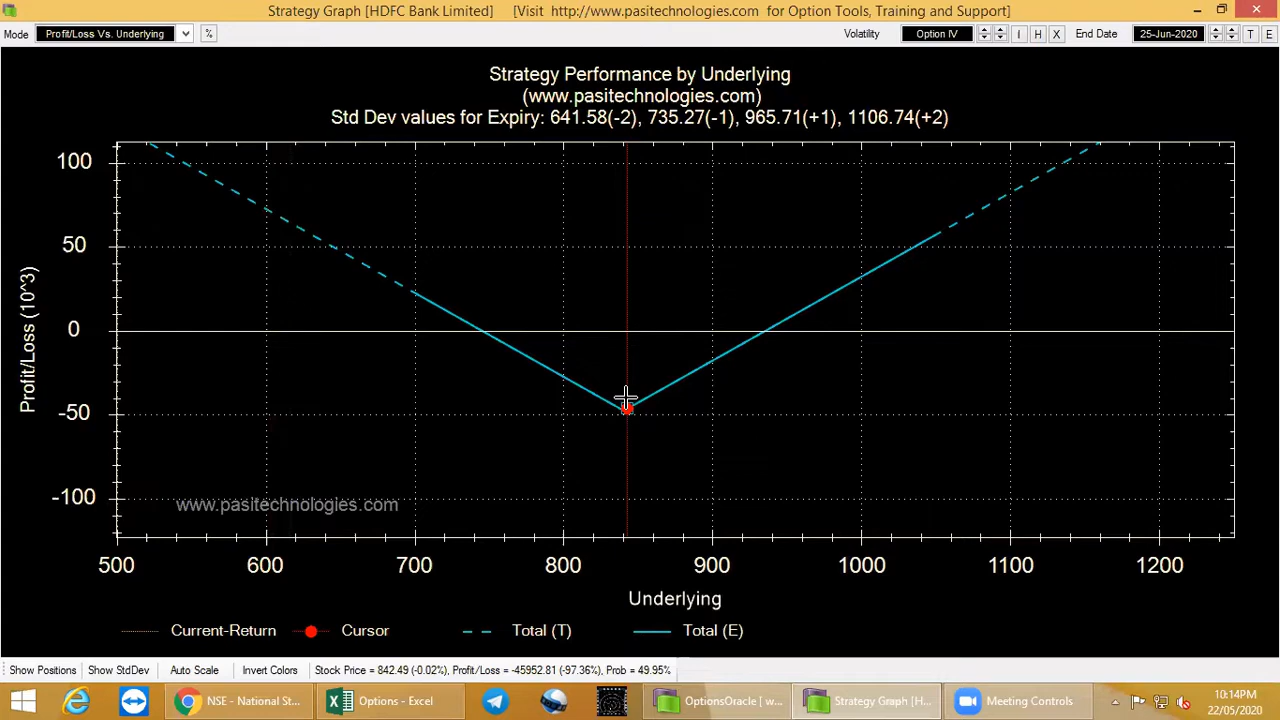 Strategy Graph [HDFC Bank Limited] [Visit http://www.pasitechnologies.com for Option Tools, Training and Support]
Mode Profit/Loss Vs. Underlying % Volatility Option IV I H X End Date 25-Jun-2020 T E
Strategy Performance by Underlying
(www.pasitechnologies.com)
Std Dev values for Expiry: 641.58(-2), 735.27(-1), 965.71(+1), 1106.74(+2)
100
50
0
-50
-100
Profit/Loss (10^3)
www.pasitechnologies.com
500 600 700 800 900 1000 1100 1200
Underlying
Current-Return Cursor Total (T) Total (E)
Show Positions Show StdDev Auto Scale Invert Colors Stock Price = 842.49 (-0.02%), Profit/Loss = -45952.81 (-97.36%), Prob = 49.95%
NSE - National St... Options - Excel OptionsOracle | w... Strategy Graph [H... Meeting Controls
10:14PM
22/05/2020